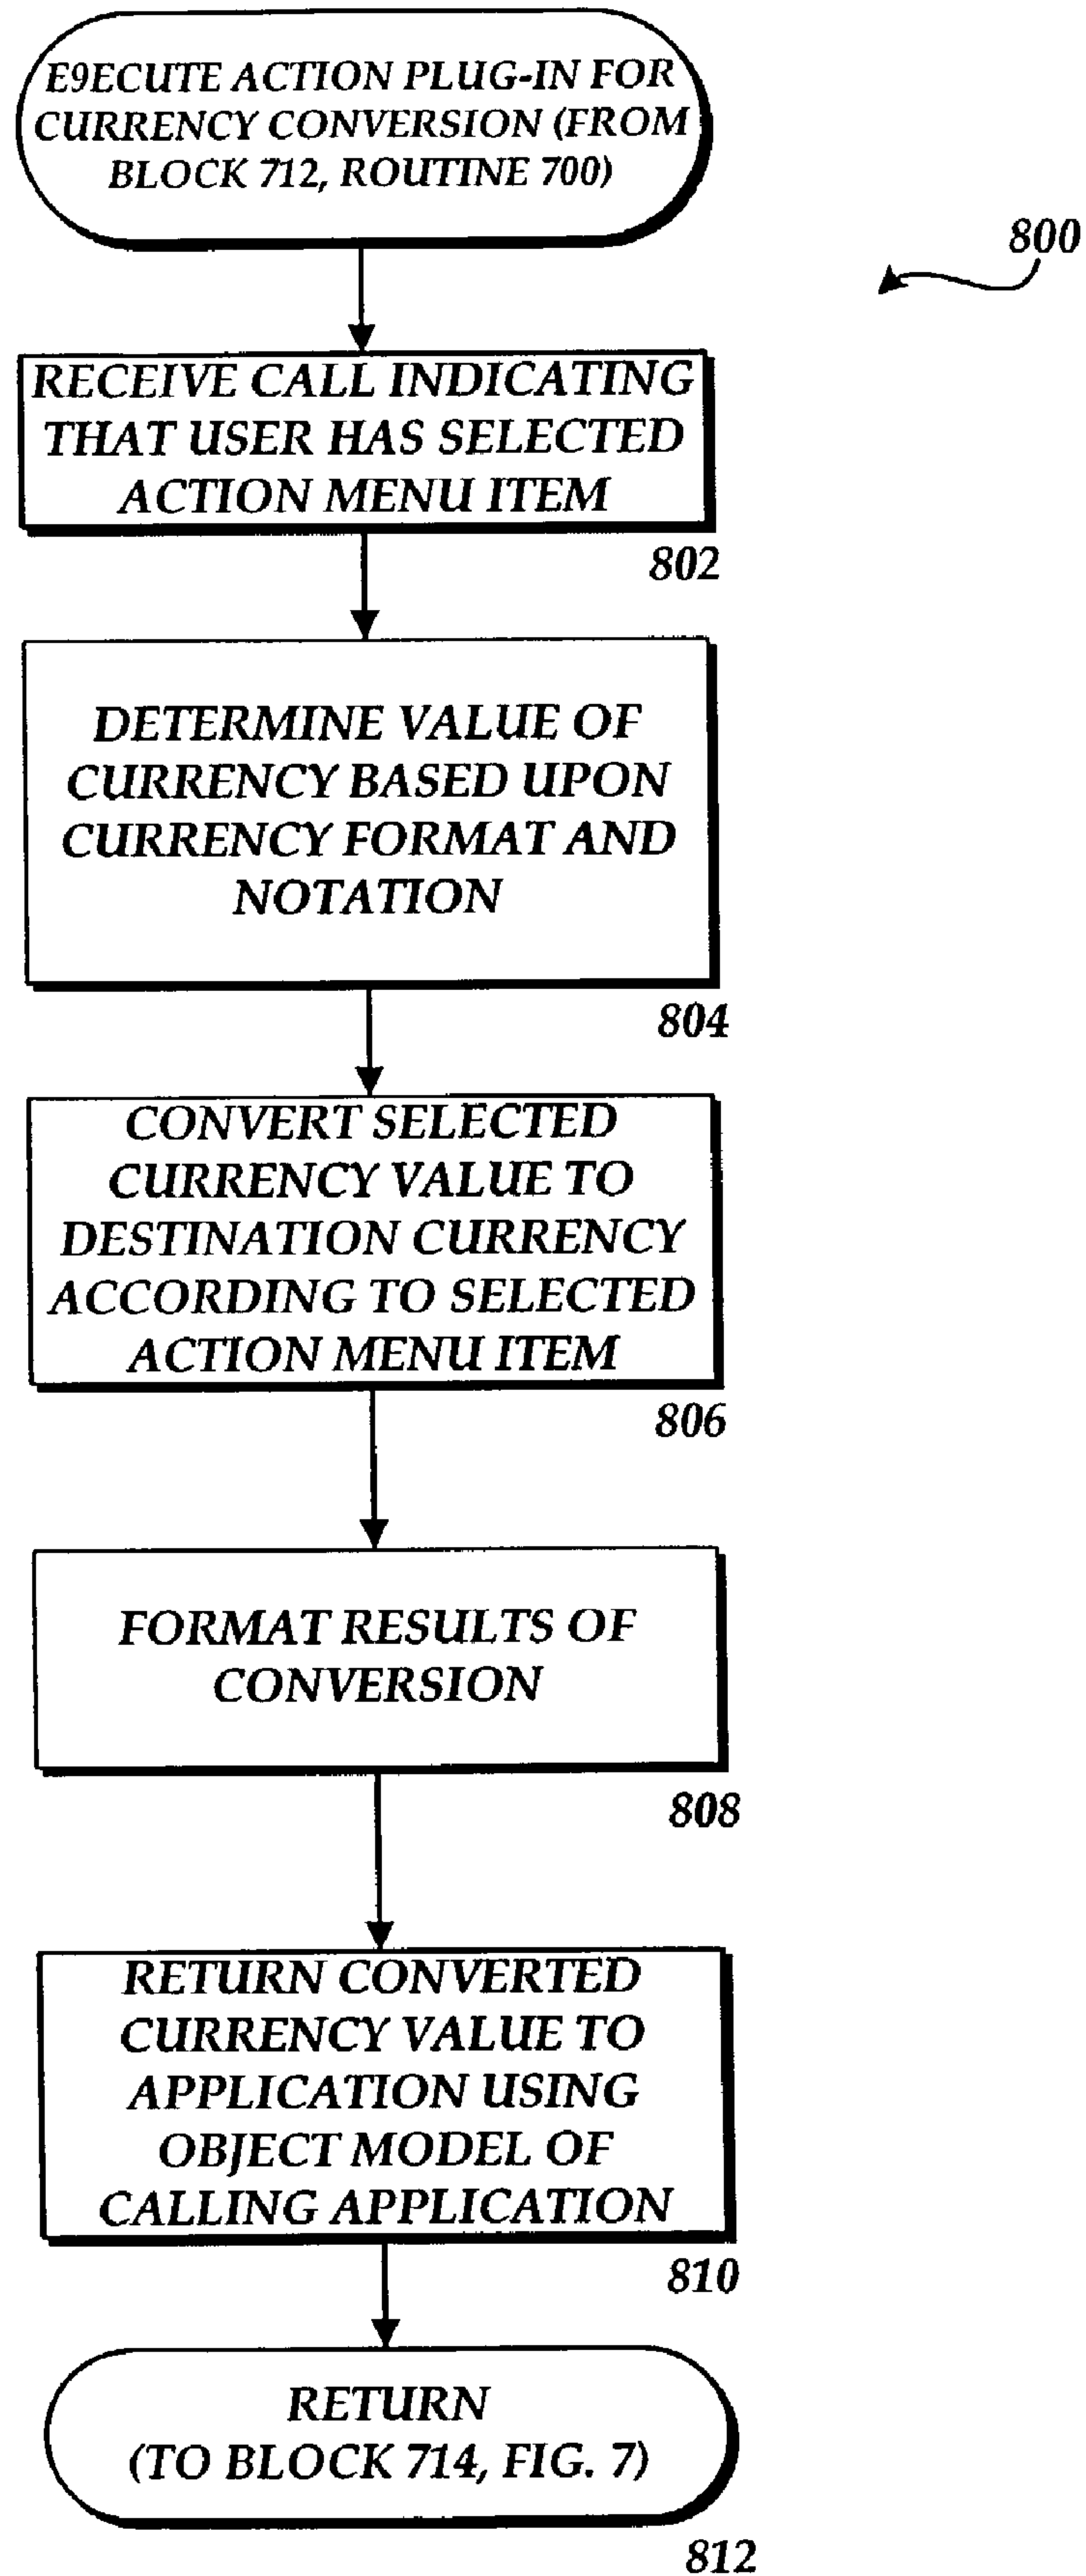 E9ECUTE ACTION PLUG-IN FOR
CURRENCY CONVERSION (FROM
BLOCK 712, ROUTINE 700)
800
RECEIVE CALL INDICATING
THAT USER HAS SELECTED
ACTION MENU ITEM
802
DETERMINE VALUE OF
CURRENCY BASED UPON
CURRENCY FORMAT AND
NOTATION
804
CONVERT SELECTED
CURRENCY VALUE TO
DESTINATION CURRENCY
ACCORDING TO SELECTED
ACTION MENU ITEM
806
FORMAT RESULTS OF
CONVERSION
808
RETURN CONVERTED
CURRENCY VALUE TO
APPLICATION USING
OBJECT MODEL OF
CALLING APPLICATION
810
RETURN
(TO BLOCK 714, FIG. 7)
812